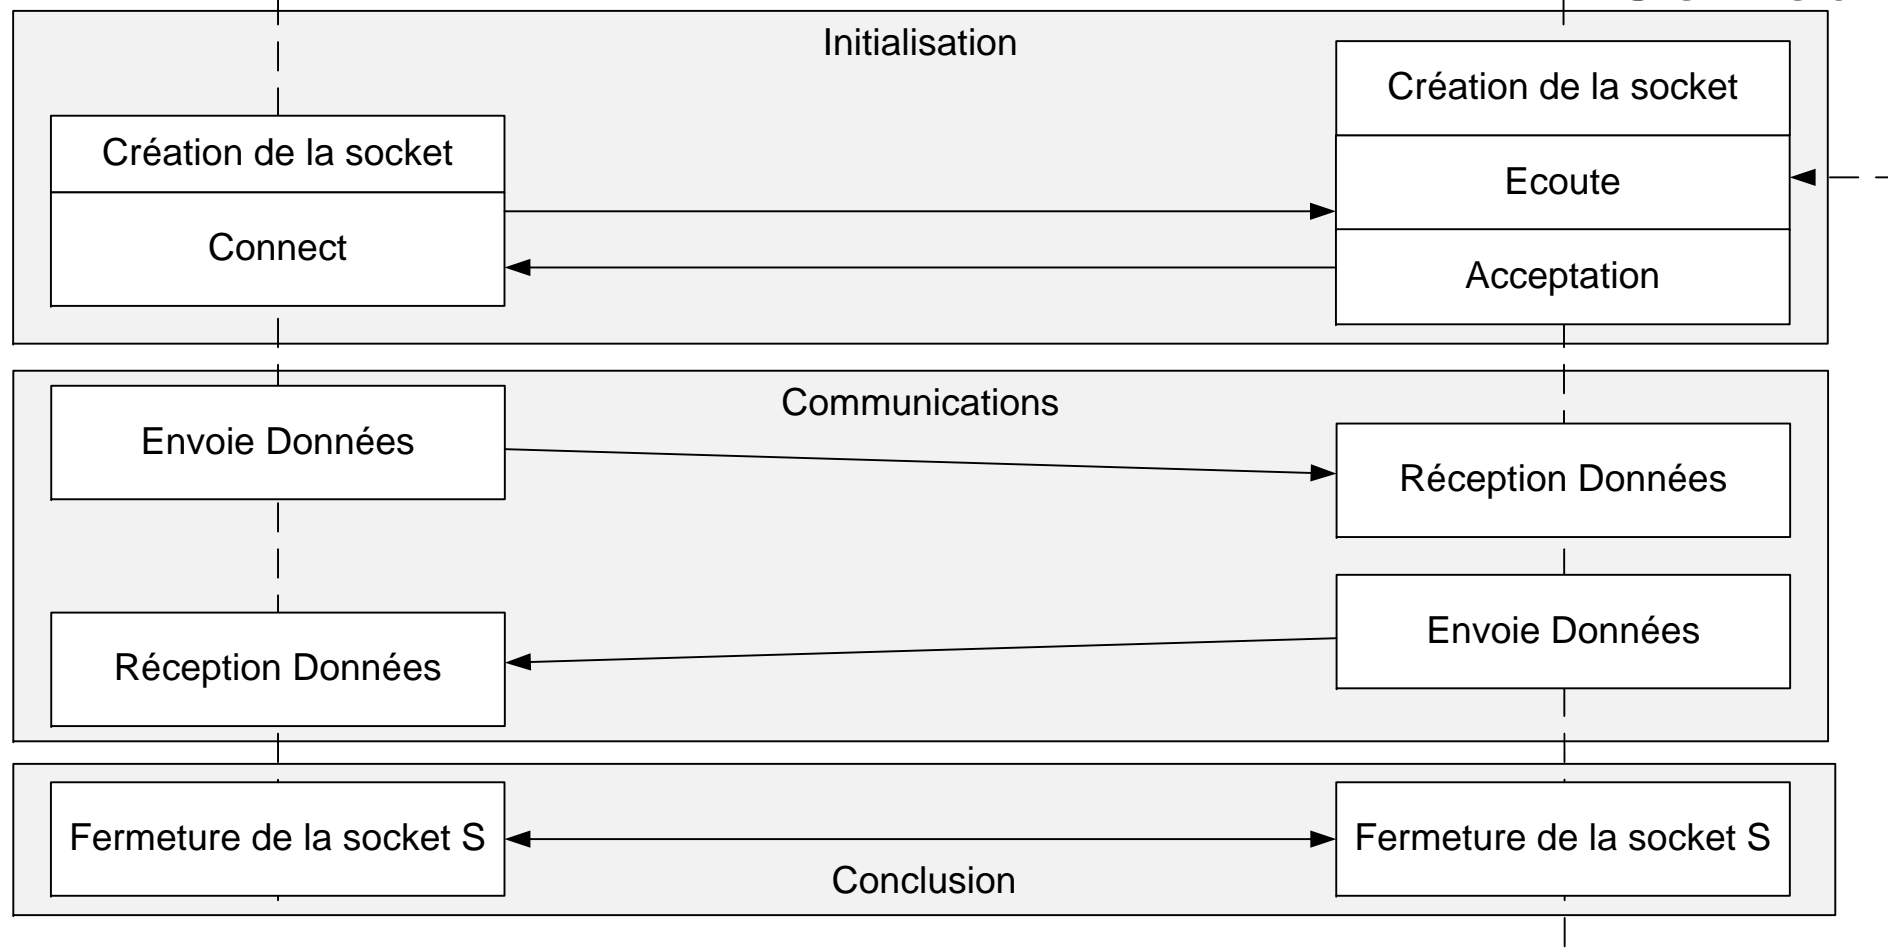 Initialisation
Création de la socket
Création de la socket
Ecoute
Connect
Acceptation
Communications
Envoie Données
Réception Données
Envoie Données
Réception Données
Fermeture de la socket S
Fermeture de la socket S
Conclusion